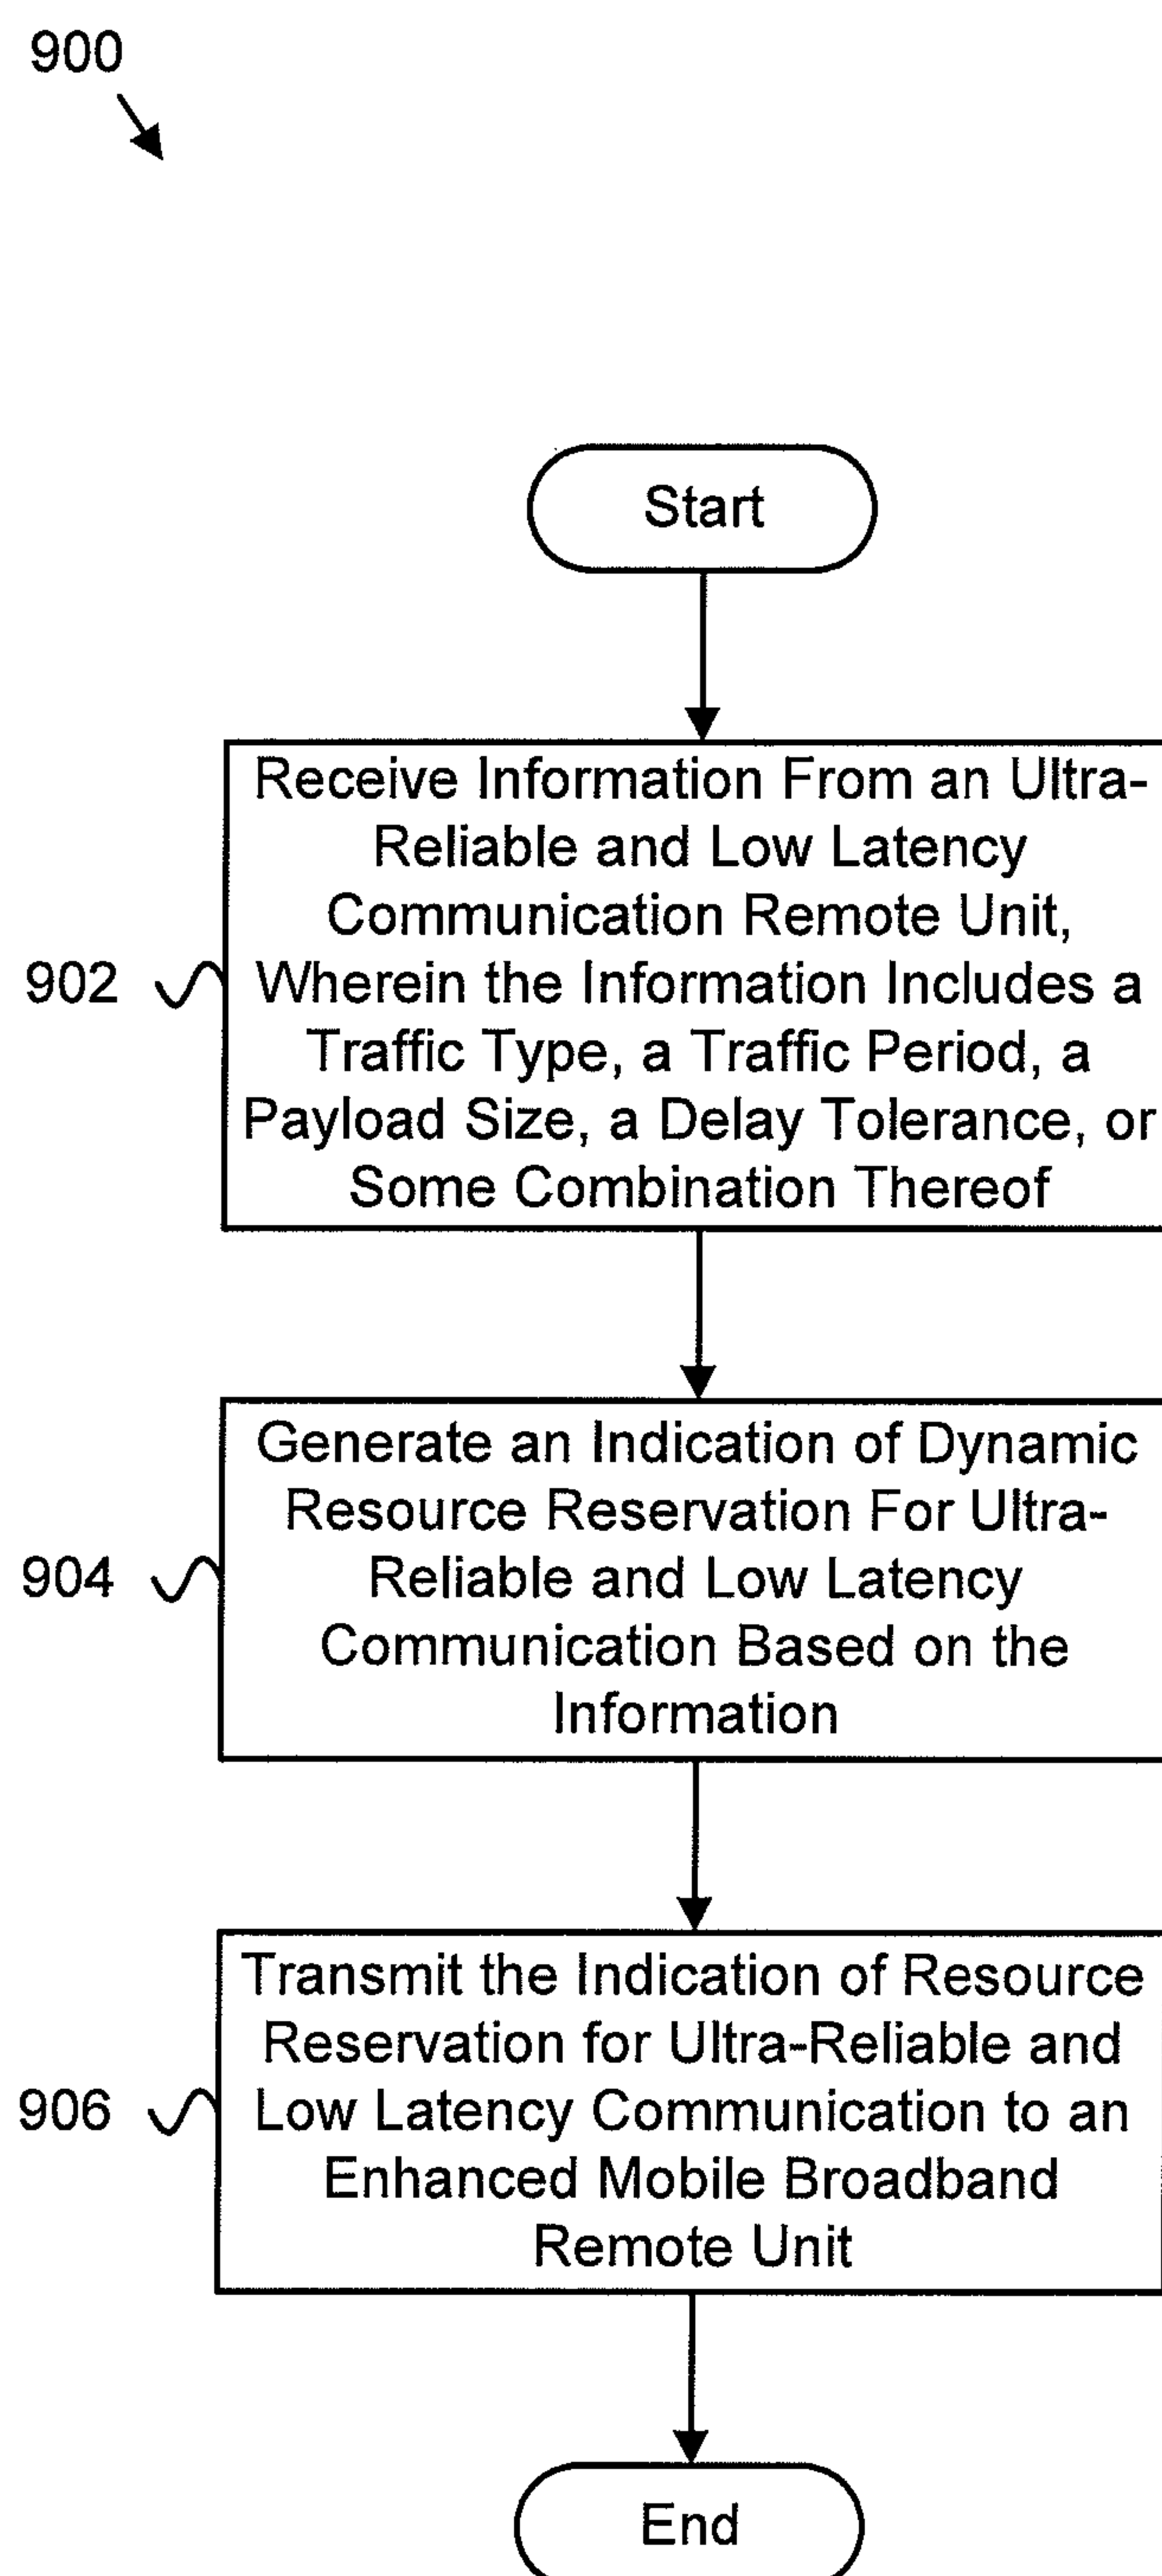 900
Start
Receive Information From an Ultra-
Reliable and Low Latency
Communication Remote Unit,
902
Wherein the Information Includes a
Traffic Type, a Traffic Period, a
Payload Size, a Delay Tolerance, or
Some Combination Thereof
Generate an Indication of Dynamic
Resource Reservation For Ultra-
904
Reliable and Low Latency
Communication Based on the
Information
Transmit the Indication of Resource
Reservation for Ultra-Reliable and
906
Low Latency Communication to an
Enhanced Mobile Broadband
Remote Unit
End